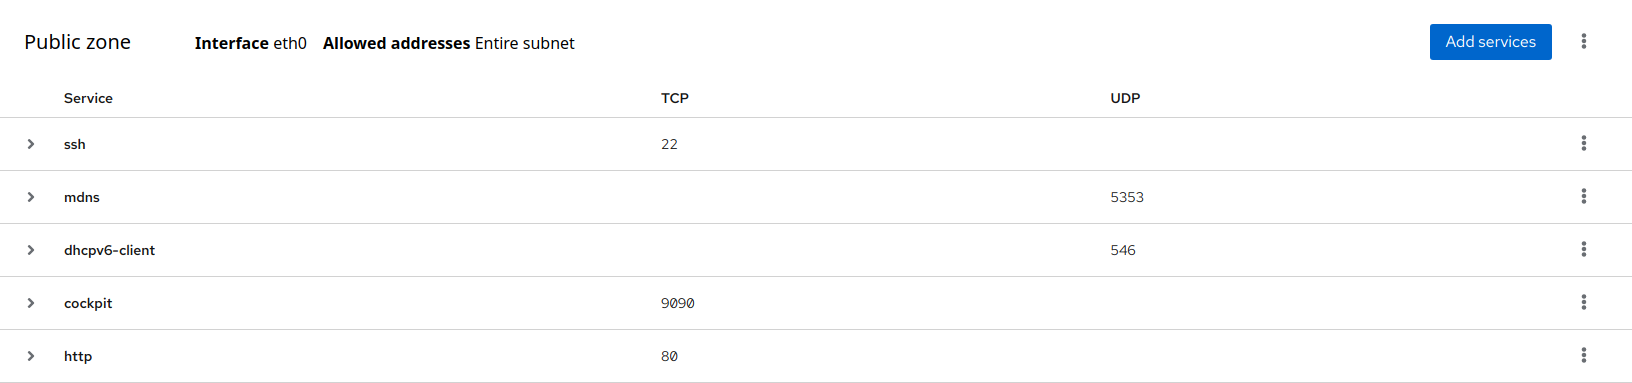 Public zone Interface eth0 Allowed addresses Entire subnet Add services
Service TCP UDP
ssh 22
mdns 5353
dhcpv6-client 546
cockpit 9090
http 80